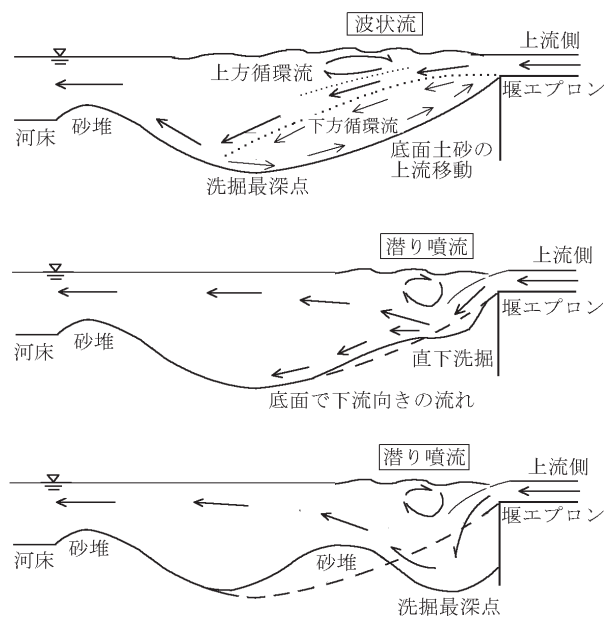 波状流
上流側
上方循環流
堰エプロン
下方循環流
砂堆
河床
底面土砂の
上流移動
洗掘最深点
潜り噴流
上流側
堰エプロン
砂堆
河床
直下洗掘
底面で下流向きの流れ
潜り噴流
上流側
堰エプロン
河床
砂堆
砂堆
洗掘最深点